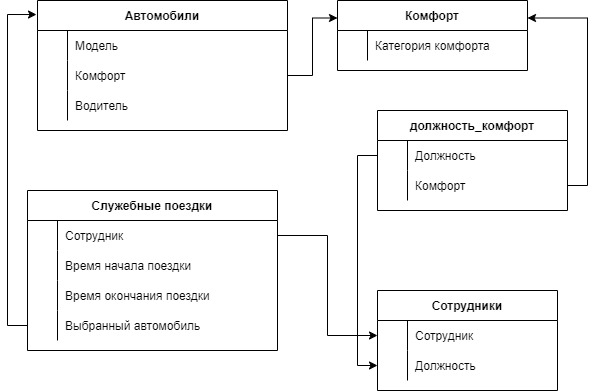 Автомобили
Модель
Комфорт
Водитель
Комфорт
Категория комфорта
должность_комфорт
Должность
Комфорт
Служебные поездки
Сотрудник
Время начала поездки
Время окончания поездки
Выбранный автомобиль
Сотрудники
Сотрудник
Должность